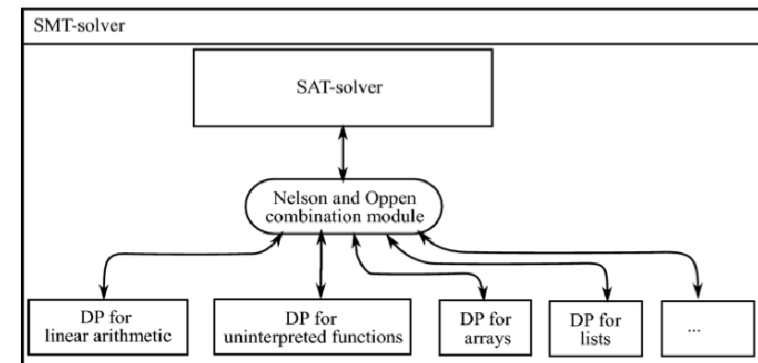 SMT-solver
SAT-solver
Nelson and Oppen
combination module
DP for
linear arithmetic
DP for
uninterpreted functions
DP for
arrays
DP for
lists
...